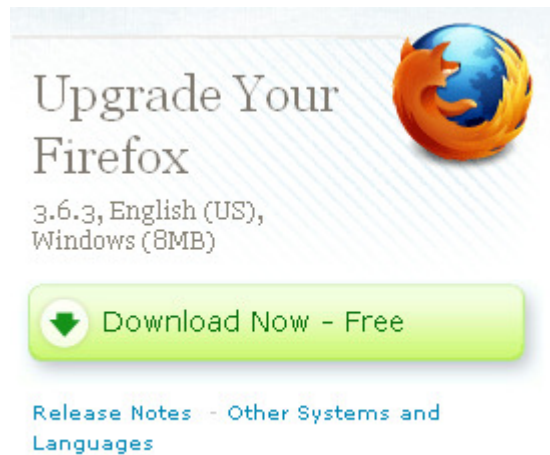 Upgrade Your
Firefox
3.6.3, English (US),
Windows (8MB)
Download Now - Free
Release Notes - Other Systems and
Languages